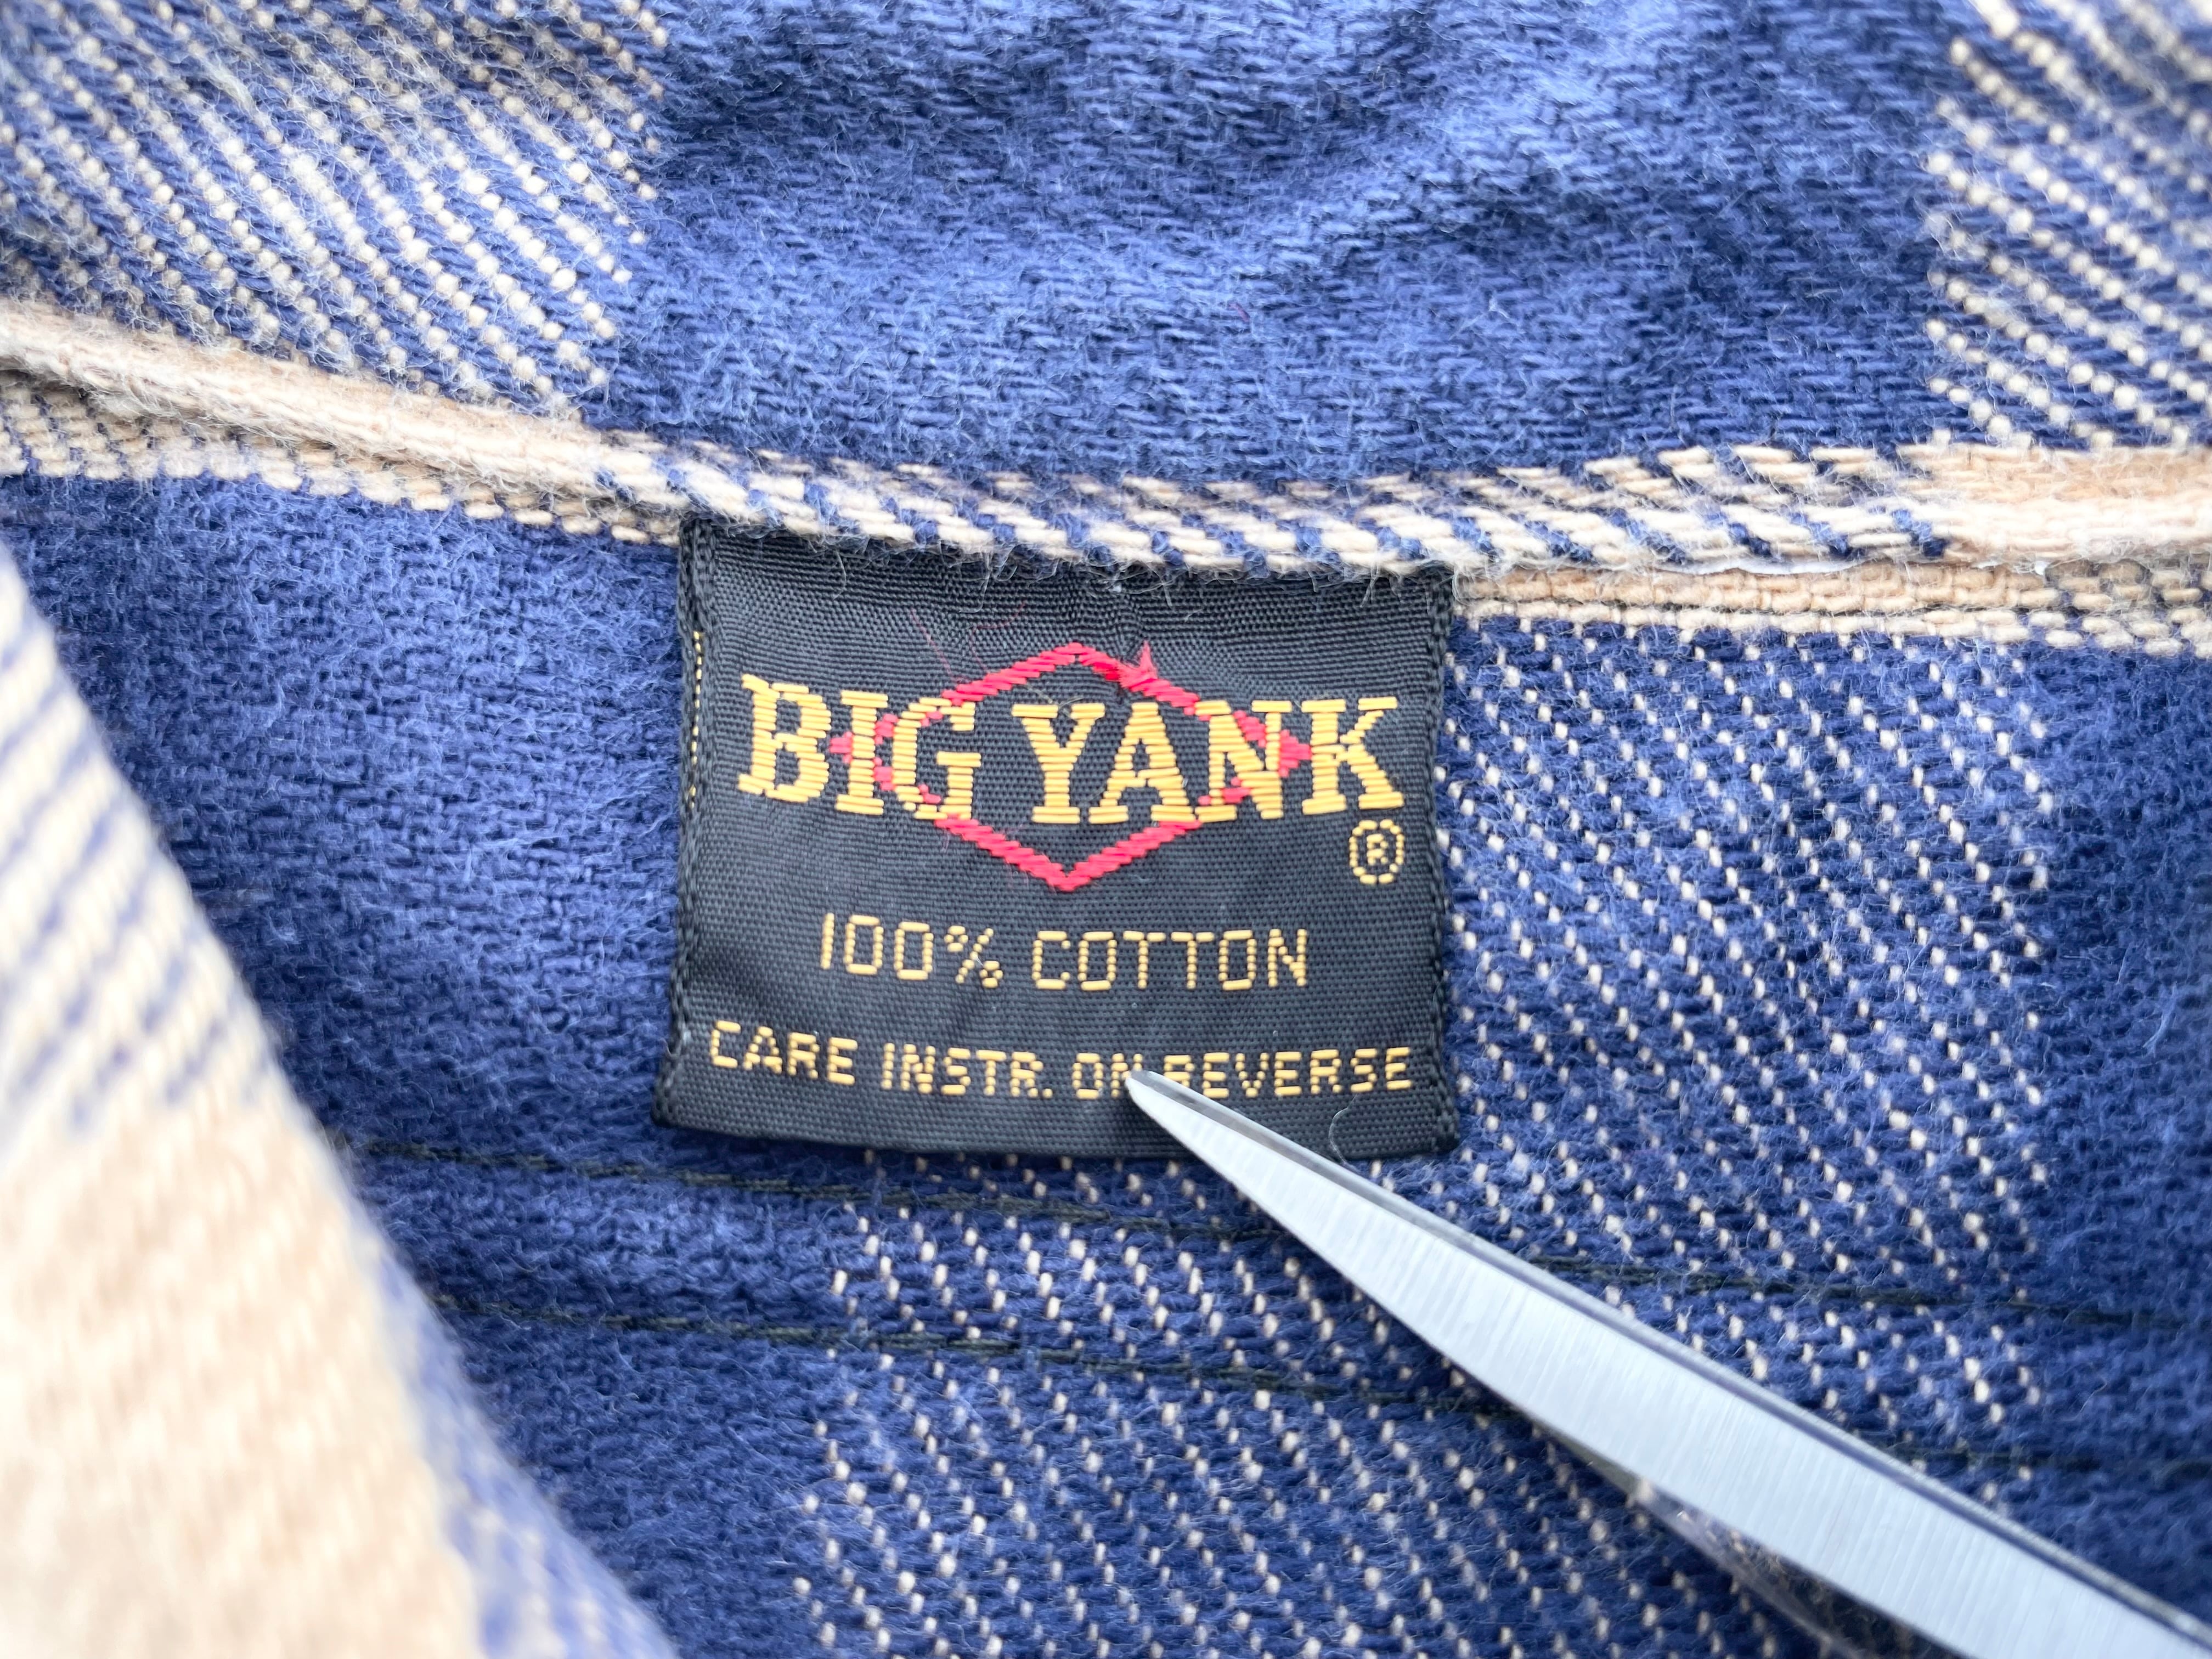 BIG YANK
®
100% COTTON
CARE INSTR. ON REVERSE